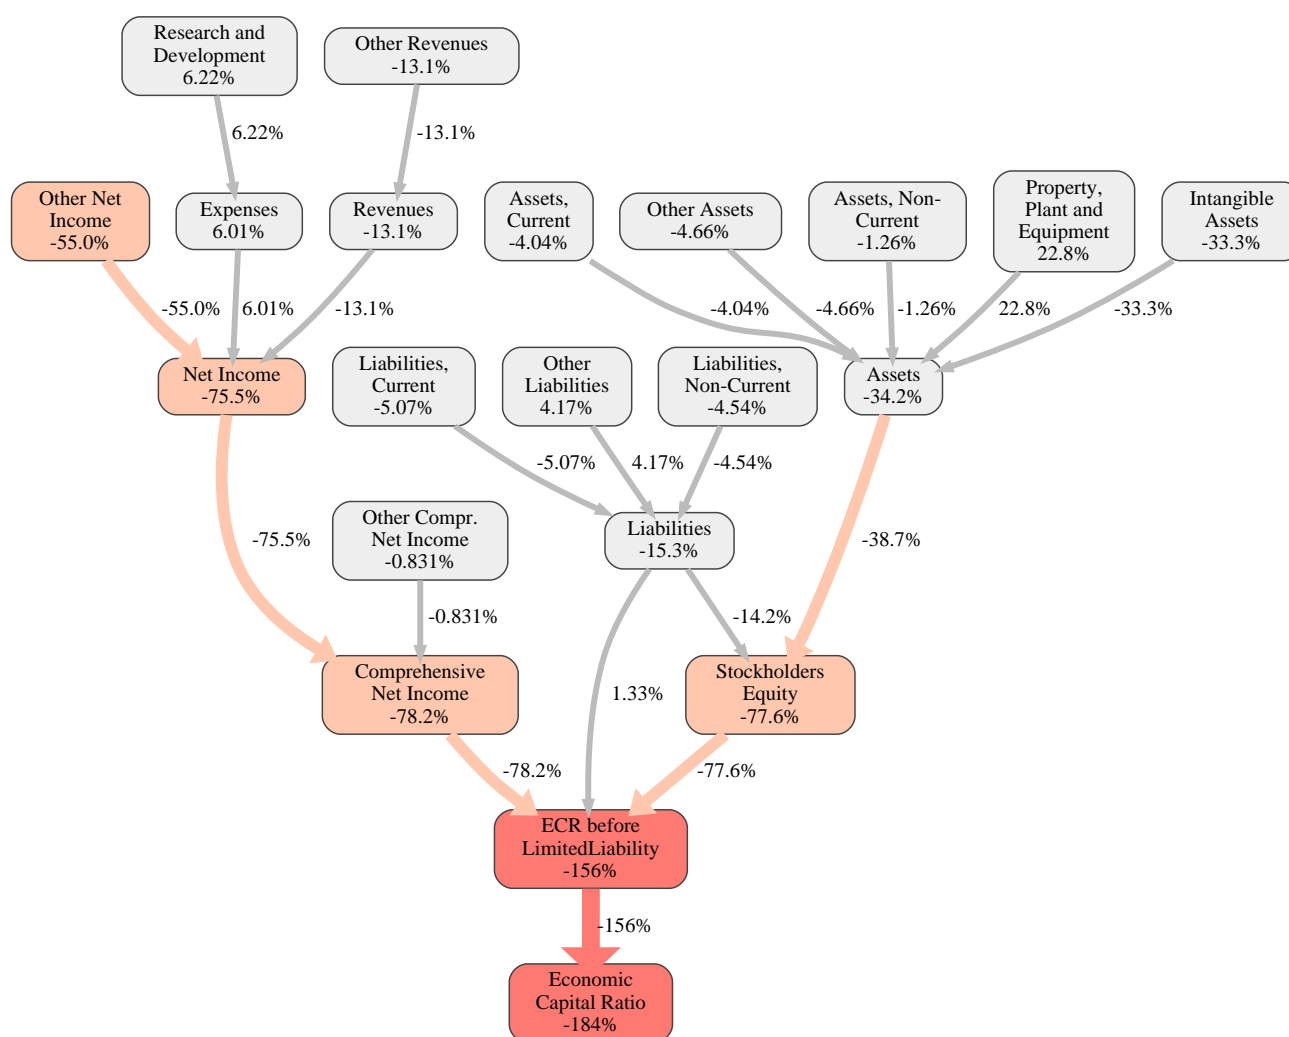 Research and
Development
6.22%
Other Revenues
-13.1%
6.22%
-13.1%
Other Net
Income
-55.0%
Expenses
6.01%
Revenues
-13.1%
Assets,
Current
-4.04%
Other Assets
-4.66%
Assets, Non-
Current
-1.26%
Property,
Plant and
Equipment
22.8%
Intangible
Assets
-33.3%
-55.0%
6.01%
-13.1%
-4.04%
-4.66%
-1.26%
22.8%
-33.3%
Net Income
-75.5%
Liabilities,
Current
-5.07%
Other
Liabilities
4.17%
Liabilities,
Non-Current
-4.54%
Assets
-34.2%
-5.07%
4.17%
-4.54%
-75.5%
Other Compr.
Net Income
-0.831%
Liabilities
-15.3%
-38.7%
-0.831%
-14.2%
Comprehensive
Net Income
-78.2%
1.33%
Stockholders
Equity
-77.6%
-78.2%
-77.6%
ECR before
LimitedLiability
-156%
-156%
Economic
Capital Ratio
-184%